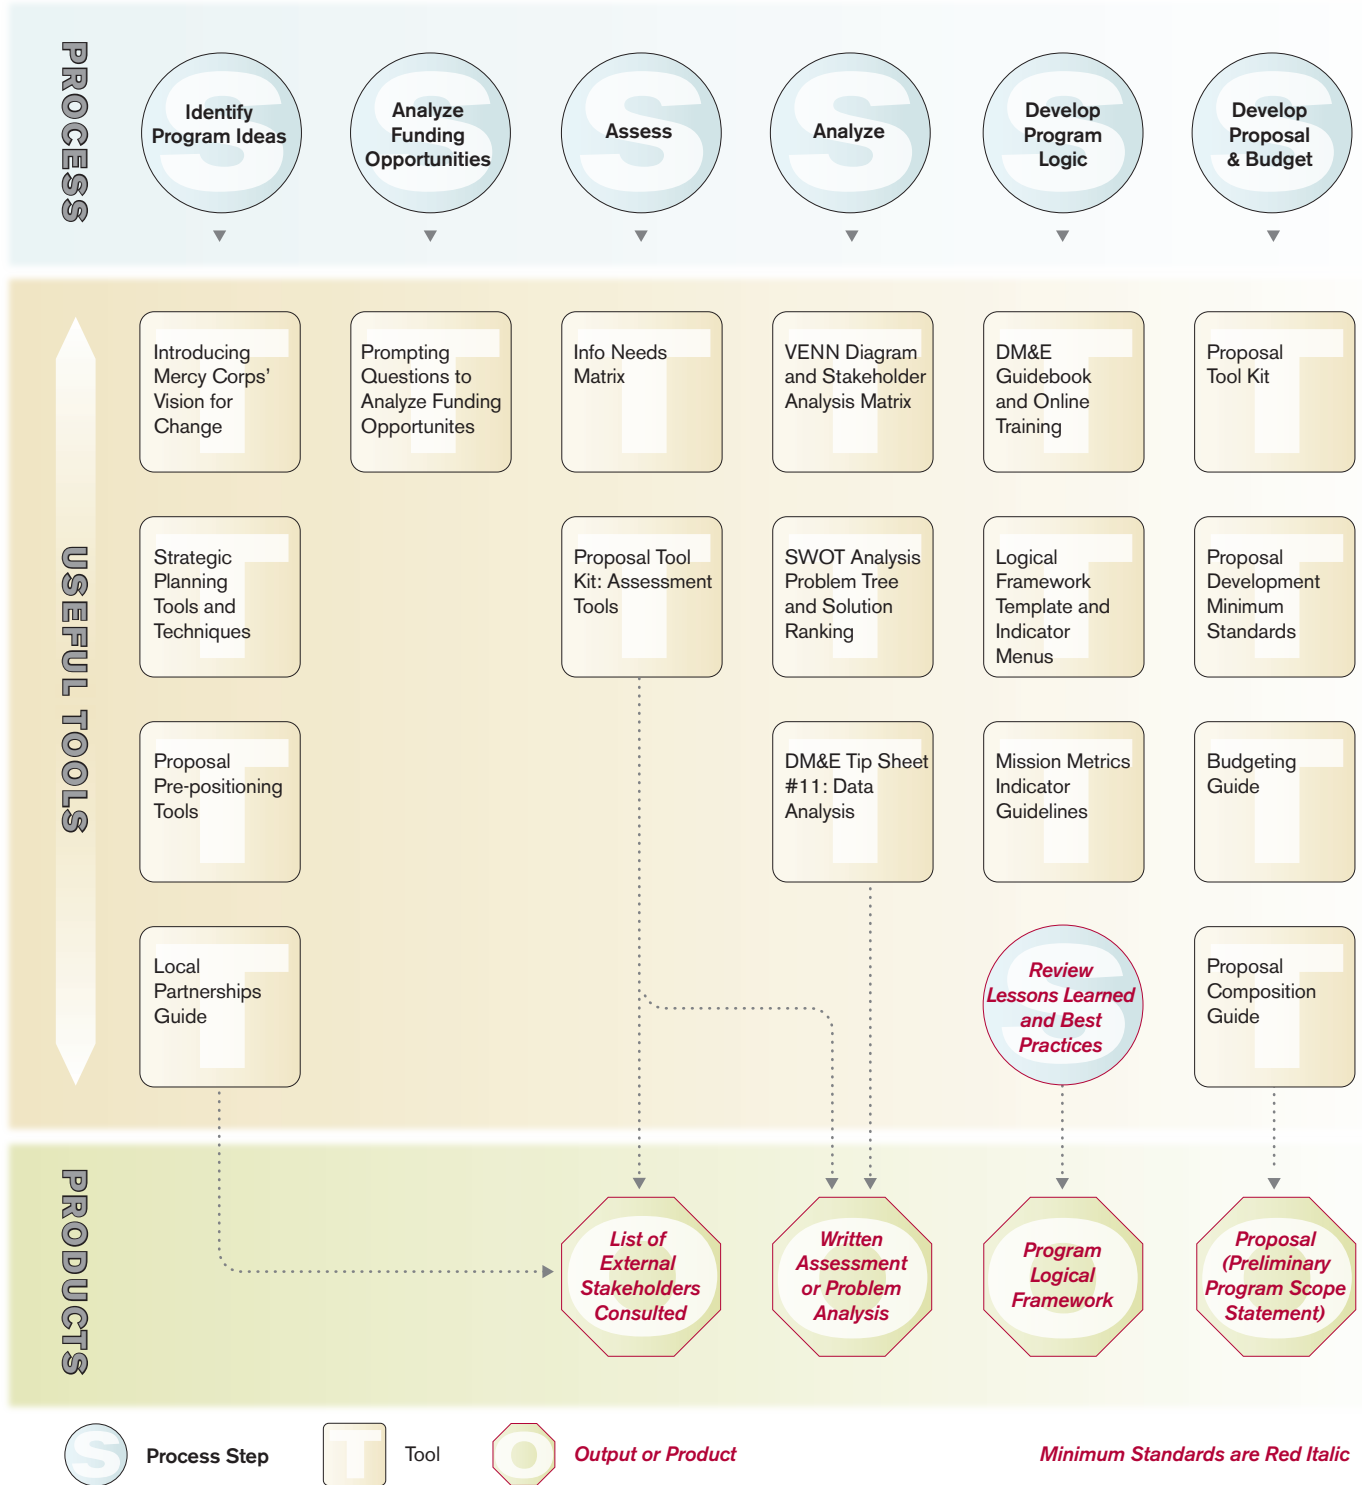 PROCESS
Identify
Program Ideas
Analyze
Funding
Opportunities
Assess
Analyze
Develop
Program
Logic
Develop
Proposal
& Budget
USEFUL TOOLS
Introducing
Mercy Corps’
Vision for
Change
Prompting
Questions to
Analyze Funding
Opportunites
Info Needs
Matrix
VENN Diagram
and Stakeholder
Analysis Matrix
DM&E
Guidebook
and Online
Training
Proposal
Tool Kit
Strategic
Planning
Tools and
Techniques
Proposal Tool
Kit: Assessment
Tools
SWOT Analysis
Problem Tree
and Solution
Ranking
Logical
Framework
Template and
Indicator
Menus
Proposal
Development
Minimum
Standards
Proposal
Pre-positioning
Tools
DM&E Tip Sheet
#11: Data
Analysis
Mission Metrics
Indicator
Guidelines
Budgeting
Guide
Local
Partnerships
Guide
Review
Lessons Learned
and Best
Practices
Proposal
Composition
Guide
PRODUCTS
List of
External
Stakeholders
Consulted
Written
Assessment
or Problem
Analysis
Program
Logical
Framework
Proposal
(Preliminary
Program Scope
Statement)
S
Process Step
T
Tool
O
Output or Product
Minimum Standards are Red Italic